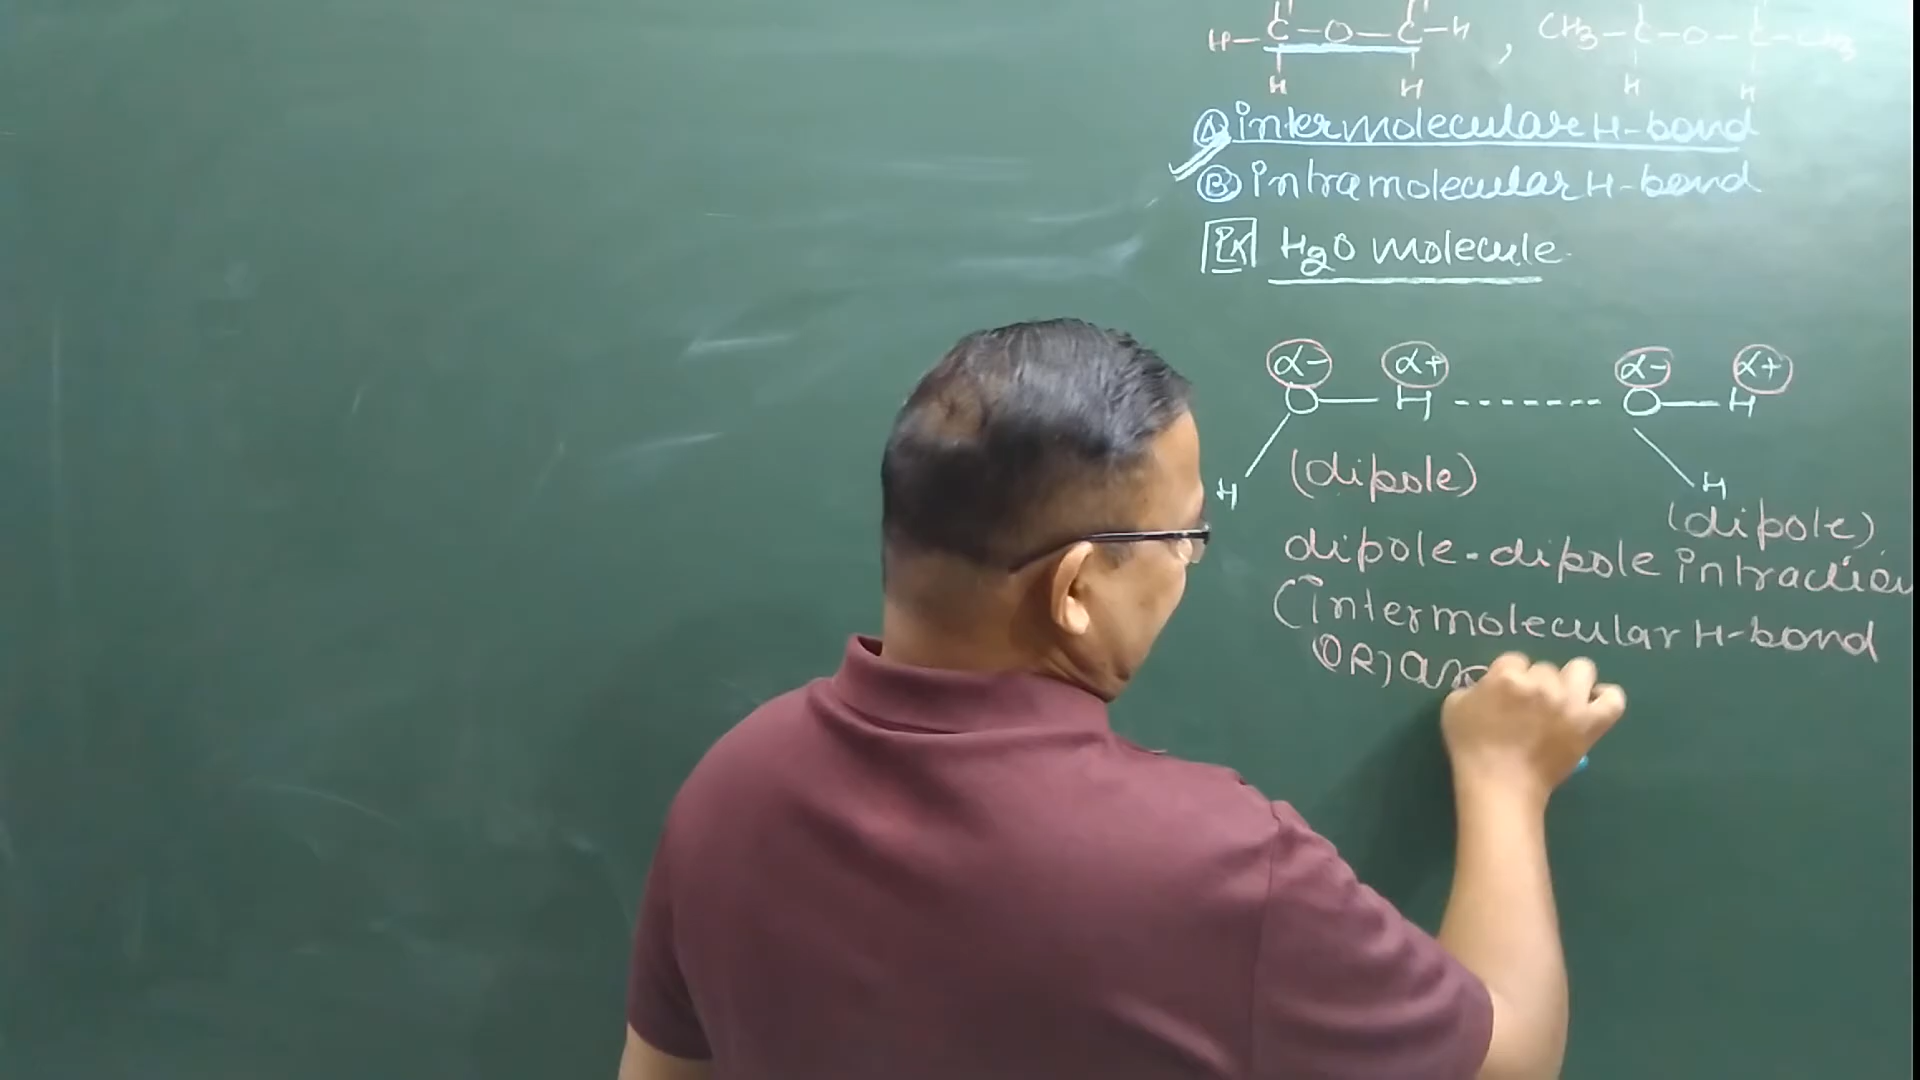 H-C-O-C-H , CH3-C-O-C-CH3
H H H H
(A) intermolecular H-bond
(B) intramolecular H-bond
Ex H2O molecule.
α- α+ α- α+
O-H-------O-H
H (dipole) H
(dipole)
dipole-dipole intraction
(intermolecular H-bond
OR)